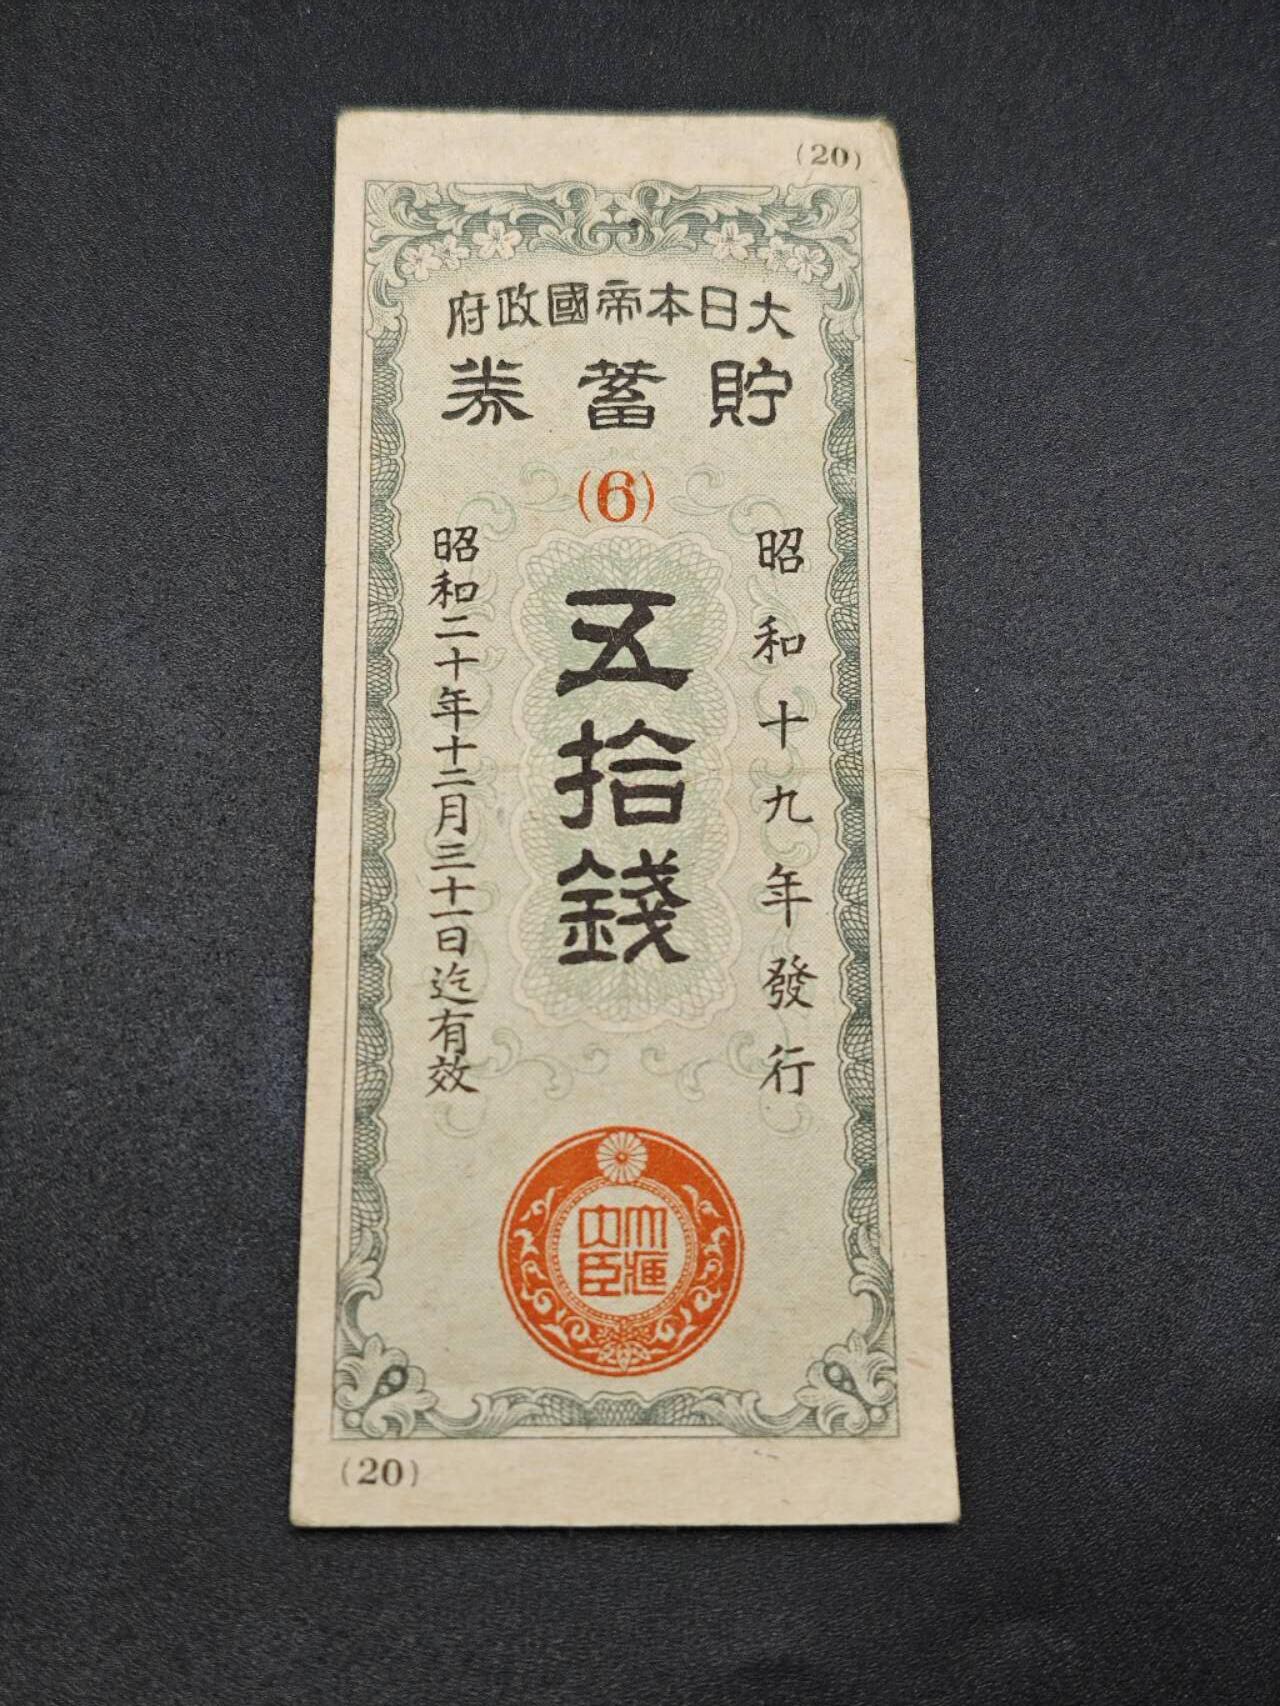 (20)
大日本帝國政府
貯蓄券
(6)
昭和十九年發行
五拾錢
昭和二十年十二月三十一日迄有效
大蔵大臣
(20)